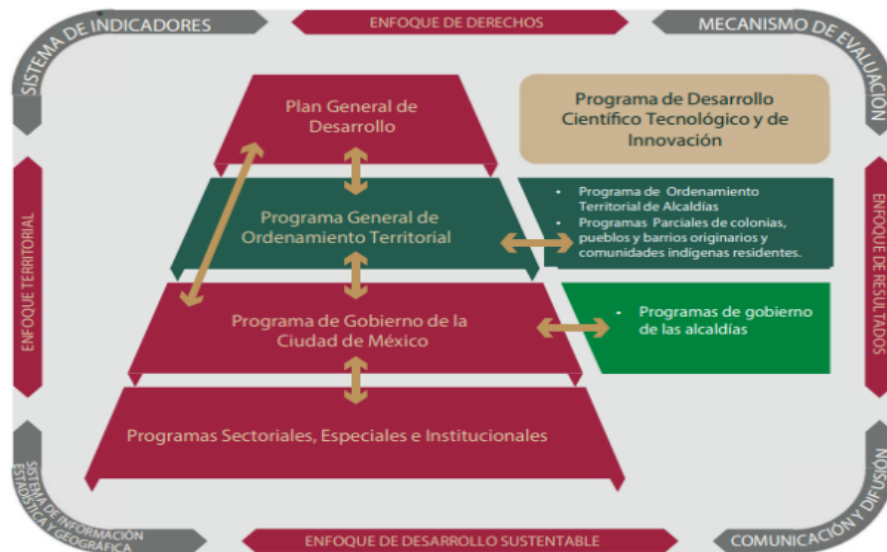 SISTEMA DE INDICADORES
ENFOQUE DE DERECHOS
MECANISMO DE EVALUACIÓN
Plan General de
Desarrollo
Programa de Desarrollo
Científico Tecnológico y de
Innovación
Programa General de
Ordenamiento Territorial
• Programa de Ordenamiento
Territorial de Alcaldías
• Programas Parciales de colonias,
pueblos y barrios originarios y
comunidades indígenas residentes.
ENFOQUE TERRITORIAL
ENFOQUE DE RESULTADOS
Programa de Gobierno de la
Ciudad de México
• Programas de gobierno
de las alcaldías
Programas Sectoriales, Especiales e Institucionales
SISTEMA DE INFORMACIÓN
ESTADÍSTICA Y GEOGRÁFICA
ENFOQUE DE DESARROLLO SUSTENTABLE
COMUNICACIÓN Y DIFUSIÓN